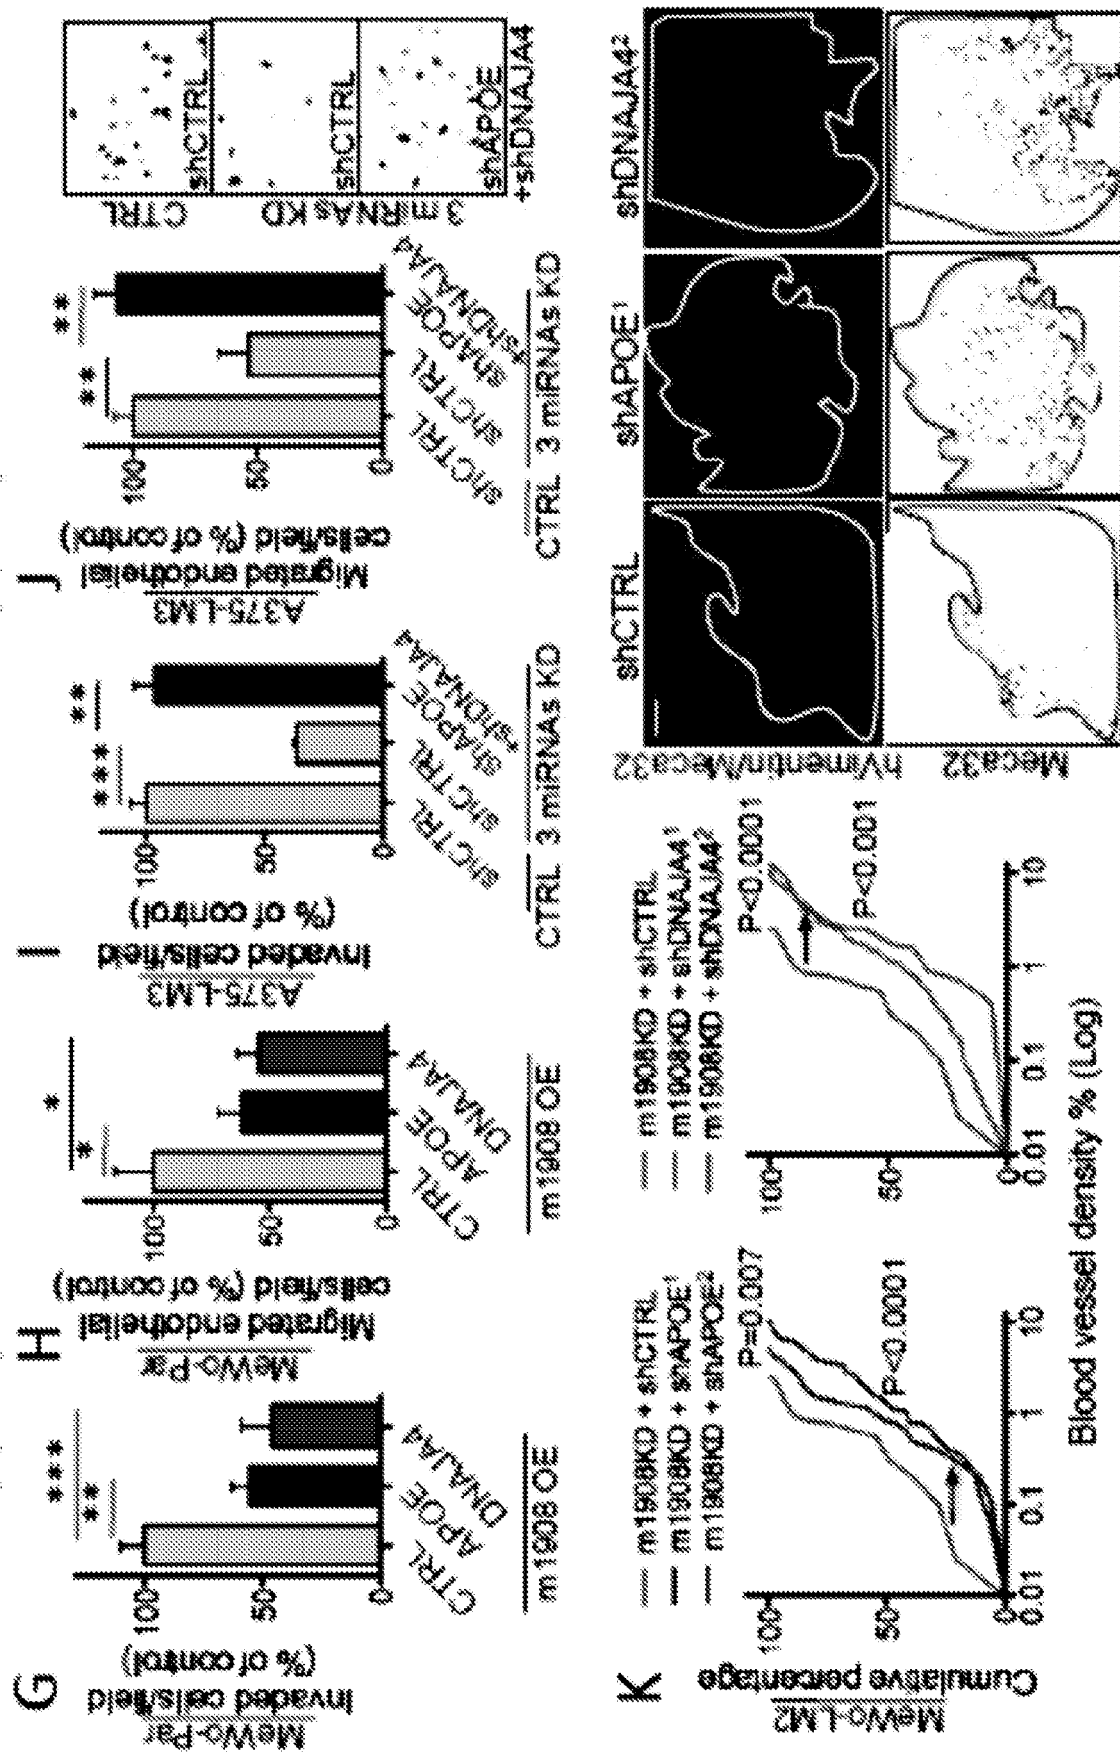 G
MeWo-Par
Invaded cells/field
(% of control)
100
50
0
**
***
CTRL
APOE
DNAJA4
m1908 OE
H
MeWo-Par
Migrated endothelial
cells/field (% of control)
100
50
0
*
*
CTRL
APOE
DNAJA4
m1908 OE
I
A375-LM3
Invaded cells/field
(% of control)
100
50
0
***
**
shCTRL
shCTRL
shAPOE
+shDNAJA4
CTRL
3 miRNAs KD
J
A375-LM3
Migrated endothelial
cells/field (% of control)
100
50
0
**
**
shCTRL
shCTRL
shAPOE
+shDNAJA4
CTRL
3 miRNAs KD
CTRL
shCTRL
3 miRNAs KD
shCTRL
shAPOE
+shDNAJA4
K
MeWo-LM2
Cumulative percentage
100
50
0
m1908KD + shCTRL
m1908KD + shAPOE¹
m1908KD + shAPOE²
P=0.007
P<0.0001
0.01
0.1
1
10
100
50
0
m1908KD + shCTRL
m1908KD + shDNAJA4¹
m1908KD + shDNAJA4²
P<0.0001
P<0.001
0.01
0.1
1
10
Blood vessel density % (Log)
shCTRL
shAPOE¹
shDNAJA4²
hVimentin/Meca32
Meca32